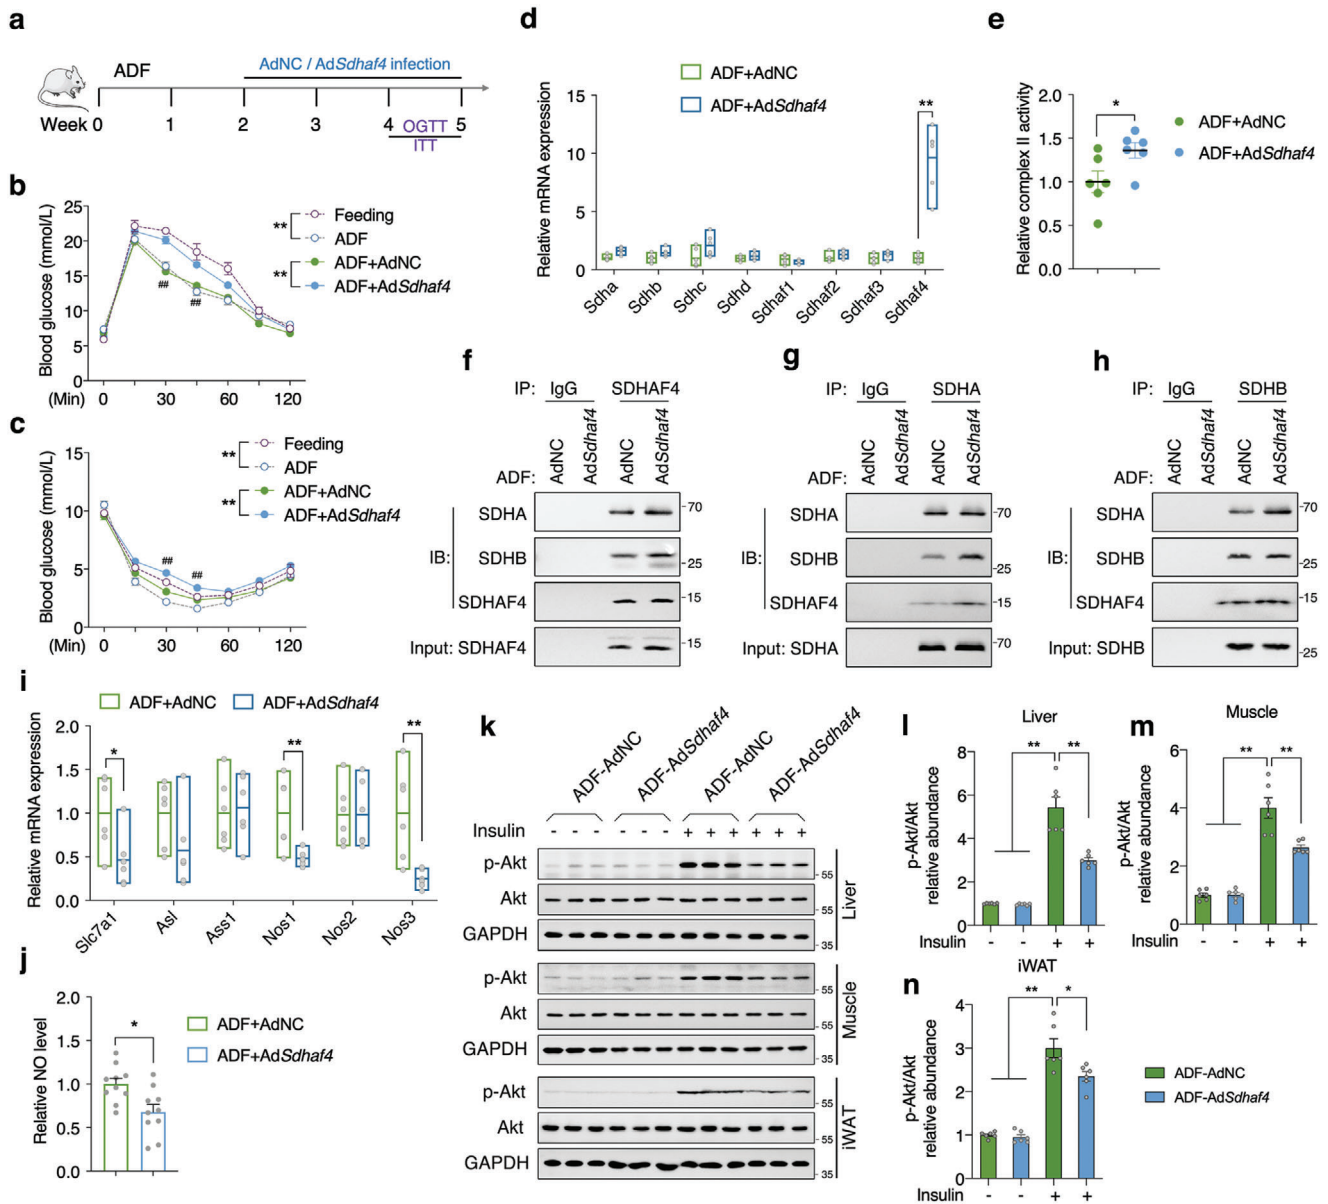 a
ADF
AdNC / AdSdhaf4 infection
Week 0 1 2 3 4 OGTT 5
ITT
b
Blood glucose (mmol/L)
25
20
15
10
5
0
Feeding
ADF
ADF+AdNC
ADF+AdSdhaf4
**
**
##
##
(Min) 0 30 60 120
c
Blood glucose (mmol/L)
15
10
5
0
Feeding
ADF
ADF+AdNC
ADF+AdSdhaf4
**
**
##
##
(Min) 0 30 60 120
d
ADF+AdNC
ADF+AdSdhaf4
Relative mRNA expression
15
10
5
0
**
Sdha Sdhb Sdhc Sdhd Sdhaf1 Sdhaf2 Sdhaf3 Sdhaf4
e
Relative complex II activity
2.0
1.5
1.0
0.5
0.0
*
ADF+AdNC
ADF+AdSdhaf4
f
IP: IgG SDHAF4
ADF: AdNC AdSdhaf4 AdNC AdSdhaf4
IB:
SDHA -70
SDHB -25
SDHAF4 -15
Input: SDHAF4 -15
g
IP: IgG SDHA
ADF: AdNC AdSdhaf4 AdNC AdSdhaf4
IB:
SDHA -70
SDHB -25
SDHAF4 -15
Input: SDHA -70
h
IP: IgG SDHB
ADF: AdNC AdSdhaf4 AdNC AdSdhaf4
IB:
SDHA -70
SDHB -25
SDHAF4 -15
Input: SDHB -25
i
ADF+AdNC ADF+AdSdhaf4
Relative mRNA expression
2.0
1.5
1.0
0.5
0.0
* ** **
Slc7a1 Asl Ass1 Nos1 Nos2 Nos3
j
Relative NO level
2.0
1.5
1.0
0.5
0.0
*
ADF+AdNC
ADF+AdSdhaf4
k
ADF-AdNC ADF-AdSdhaf4 ADF-AdNC ADF-AdSdhaf4
Insulin - - - - - - + + + + + +
p-Akt - 55
Akt - 55
GAPDH - 35
Liver
p-Akt - 55
Akt - 55
GAPDH - 35
Muscle
p-Akt - 55
Akt - 55
GAPDH - 35
iWAT
l
Liver
p-Akt/Akt
relative abundance
8
6
4
2
0
** **
Insulin - - + +
m
Muscle
p-Akt/Akt
relative abundance
6
4
2
0
** **
Insulin - - + +
n
iWAT
p-Akt/Akt
relative abundance
4
3
2
1
0
** *
Insulin - - + +
ADF-AdNC
ADF-AdSdhaf4